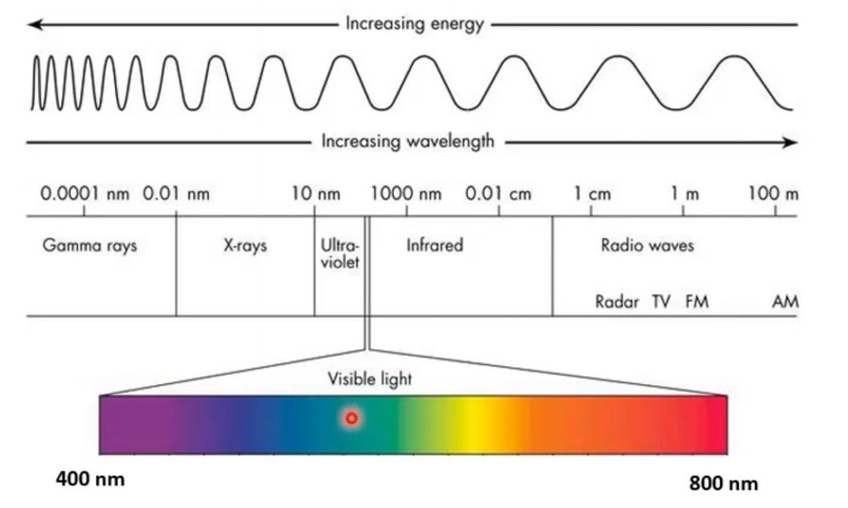 Increasing energy
Increasing wavelength
0.0001 nm 0.01 nm 10 nm 1000 nm 0.01 cm 1 cm 1 m 100 m
Gamma rays X-rays Ultra- Infrared Radio waves
violet
Radar TV FM AM
Visible light
400 nm 800 nm